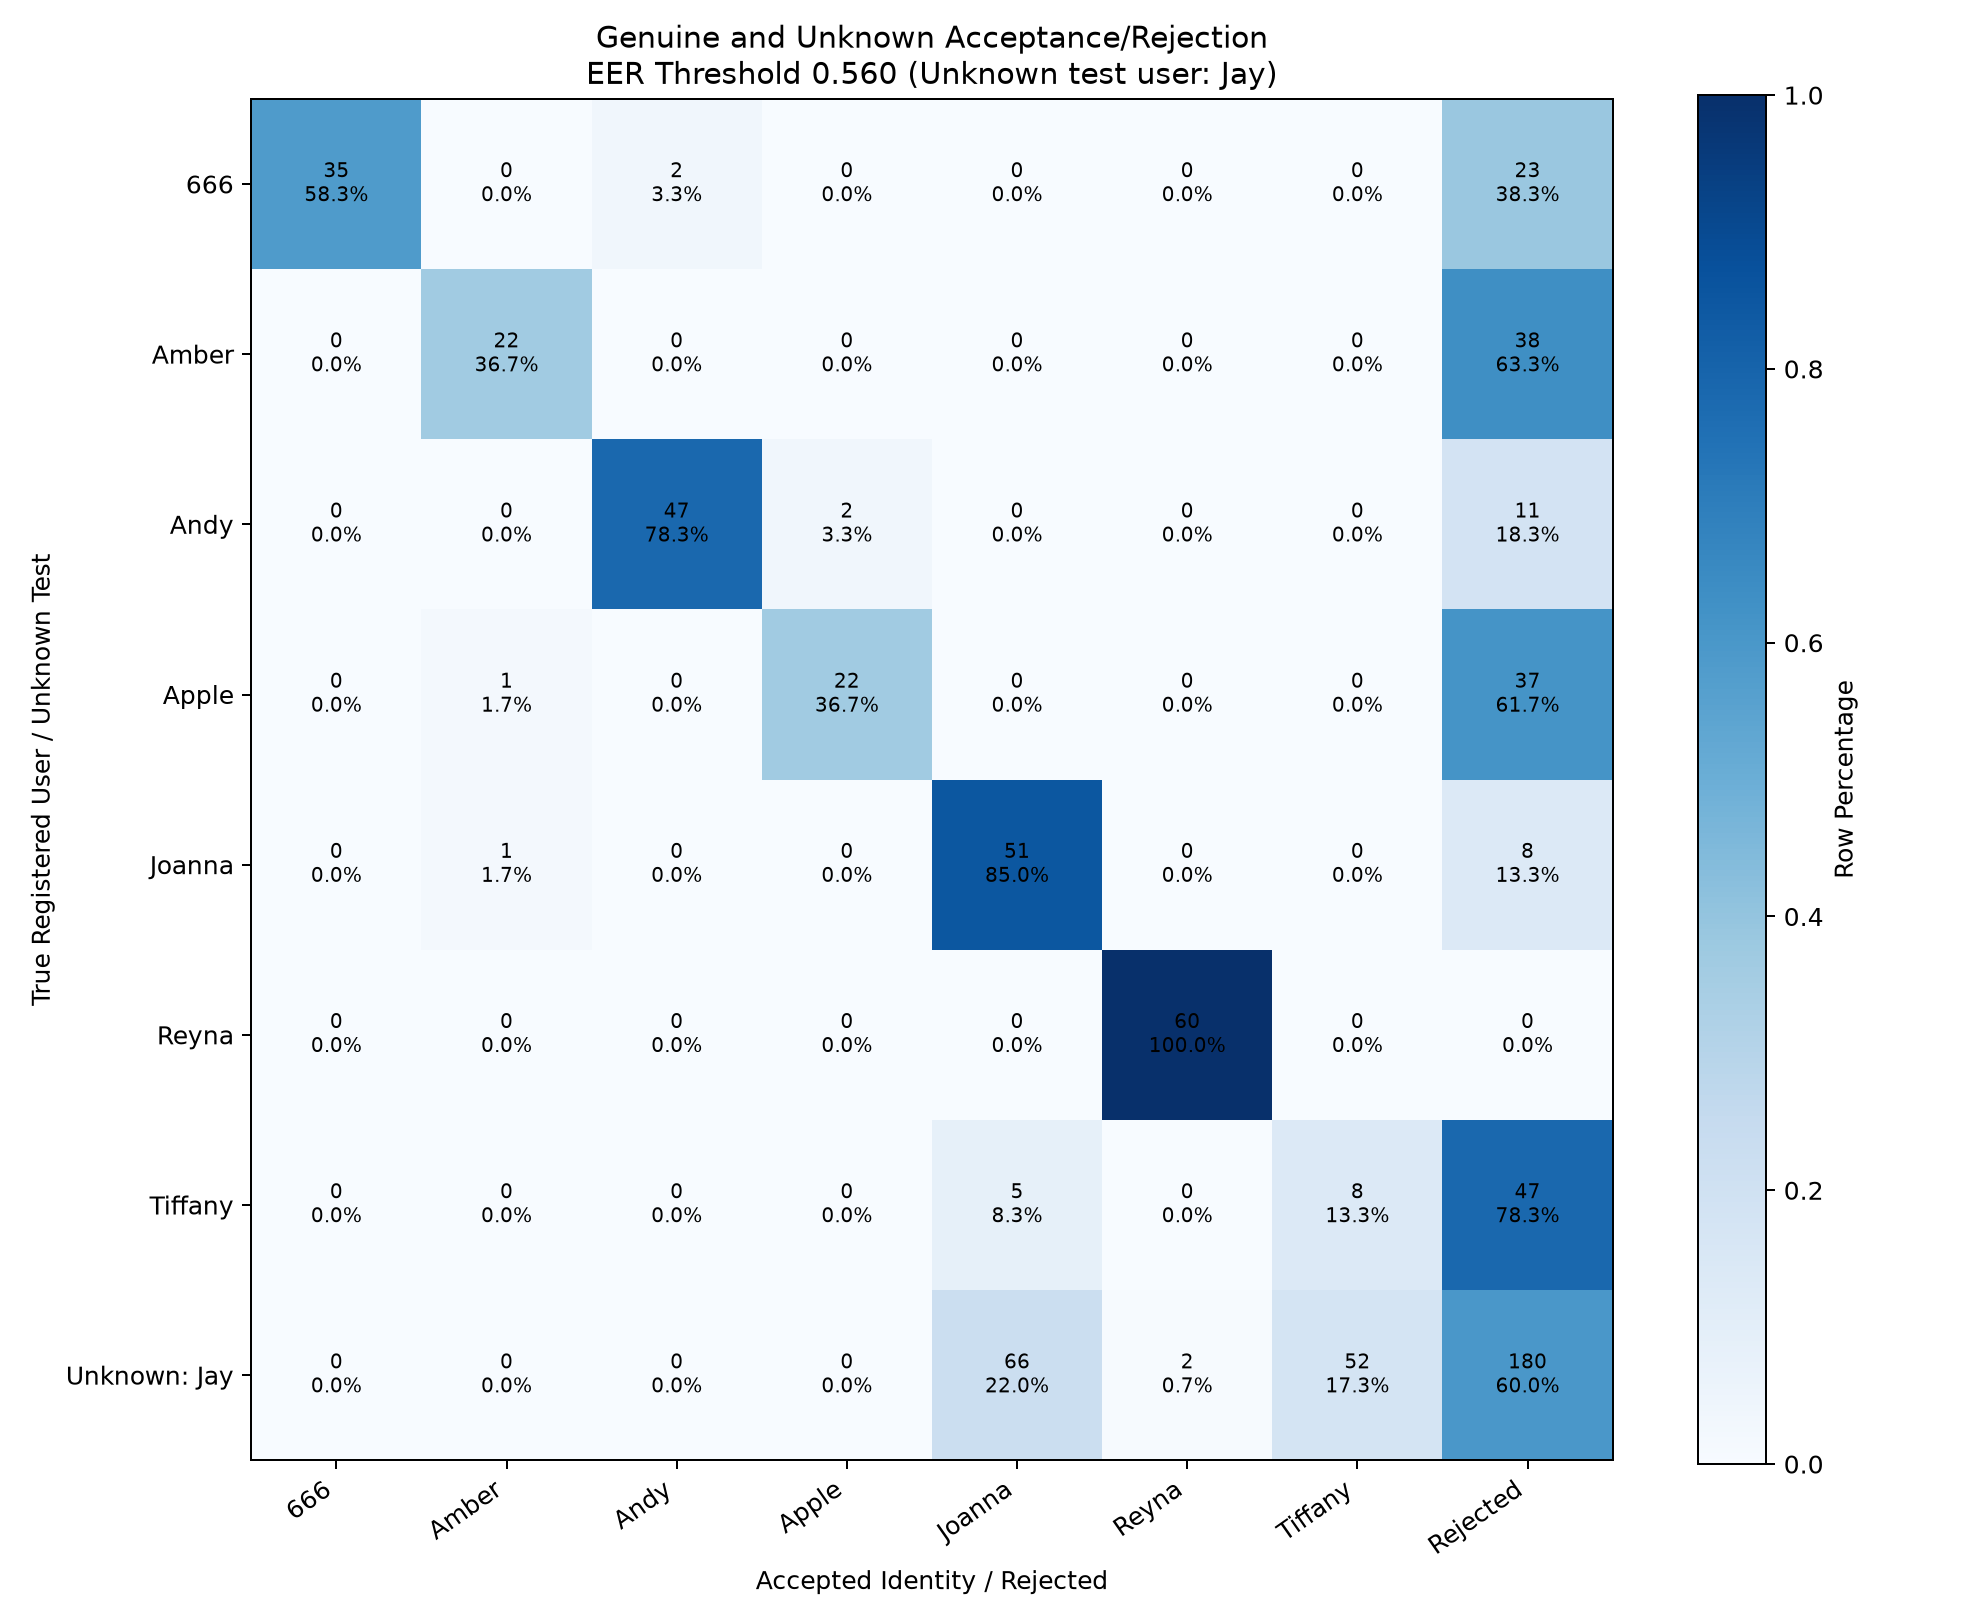 Genuine and Unknown Acceptance/Rejection
EER Threshold 0.560 (Unknown test user: Jay)
True Registered User / Unknown Test
666
35 0 2 0 0 0 0 23
58.3% 0.0% 3.3% 0.0% 0.0% 0.0% 0.0% 38.3%
Amber
0 22 0 0 0 0 0 38
0.0% 36.7% 0.0% 0.0% 0.0% 0.0% 0.0% 63.3%
Andy
0 0 47 2 0 0 0 11
0.0% 0.0% 78.3% 3.3% 0.0% 0.0% 0.0% 18.3%
Apple
0 1 0 22 0 0 0 37
0.0% 1.7% 0.0% 36.7% 0.0% 0.0% 0.0% 61.7%
Joanna
0 1 0 0 51 0 0 8
0.0% 1.7% 0.0% 0.0% 85.0% 0.0% 0.0% 13.3%
Reyna
0 0 0 0 0 60 0 0
0.0% 0.0% 0.0% 0.0% 0.0% 100.0% 0.0% 0.0%
Tiffany
0 0 0 0 5 0 8 47
0.0% 0.0% 0.0% 0.0% 8.3% 0.0% 13.3% 78.3%
Unknown: Jay
0 0 0 0 66 2 52 180
0.0% 0.0% 0.0% 0.0% 22.0% 0.7% 17.3% 60.0%
666 Amber Andy Apple Joanna Reyna Tiffany Rejected
Accepted Identity / Rejected
1.0
0.8
0.6
0.4
0.2
0.0
Row Percentage